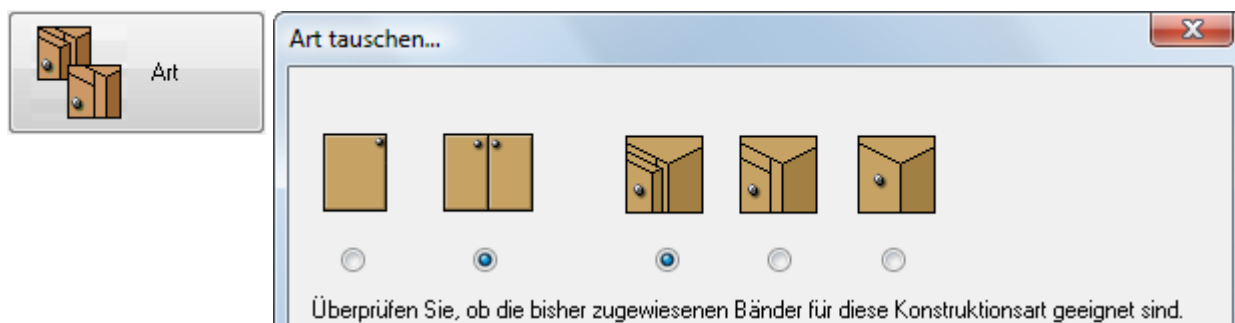 Art
Art tauschen...
Überprüfen Sie, ob die bisher zugewiesenen Bänder für diese Konstruktionsart geeignet sind.